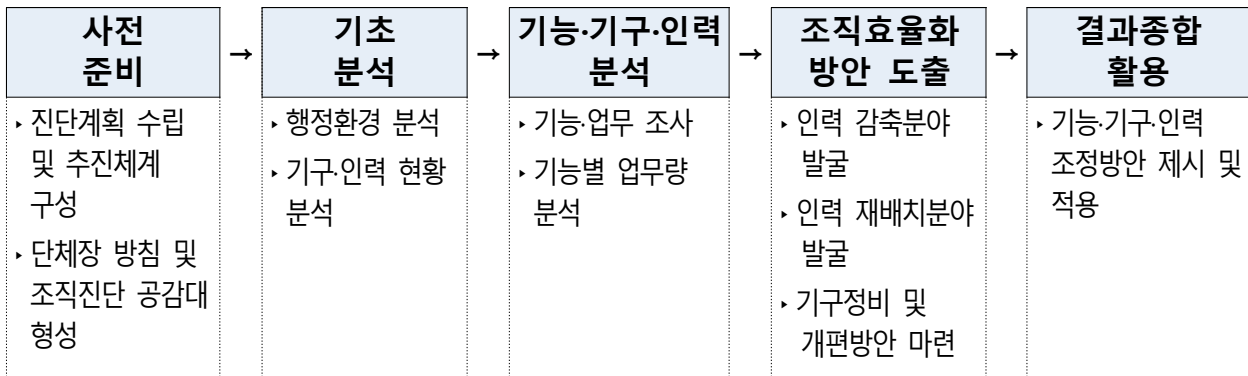 사전
준비
→
기초
분석
→
기능·기구·인력
분석
→
조직효율화
방안 도출
→
결과종합
활용
‣ 진단계획 수립
및 추진체계
구성
‣ 단체장 방침 및
조직진단 공감대
형성
‣ 행정환경 분석
‣ 기구·인력 현황
분석
‣ 기능·업무 조사
‣ 기능별 업무량
분석
‣ 인력 감축분야
발굴
‣ 인력 재배치분야
발굴
‣ 기구정비 및
개편방안 마련
‣ 기능·기구·인력
조정방안 제시 및
적용